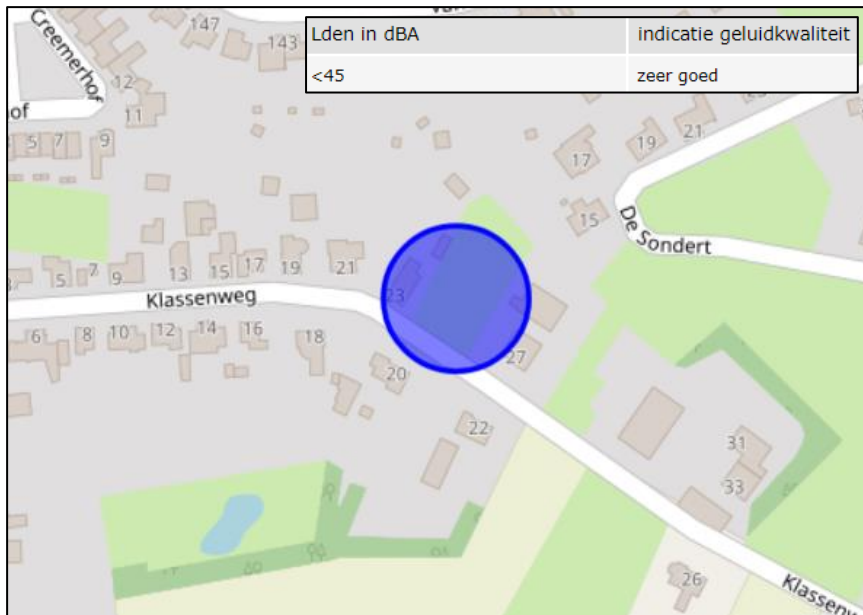 Lden in dBA indicatie geluidkwaliteit
<45 zeer goed
147
143
Creemerhof
12
11
hof
5 7 9
17
19
21
15
De Sondert
5 7 9 13 15 17 19 21
23
Klassenweg
6 8 10 12 14 16 18
20
27
22
31
33
26
Klassenweg